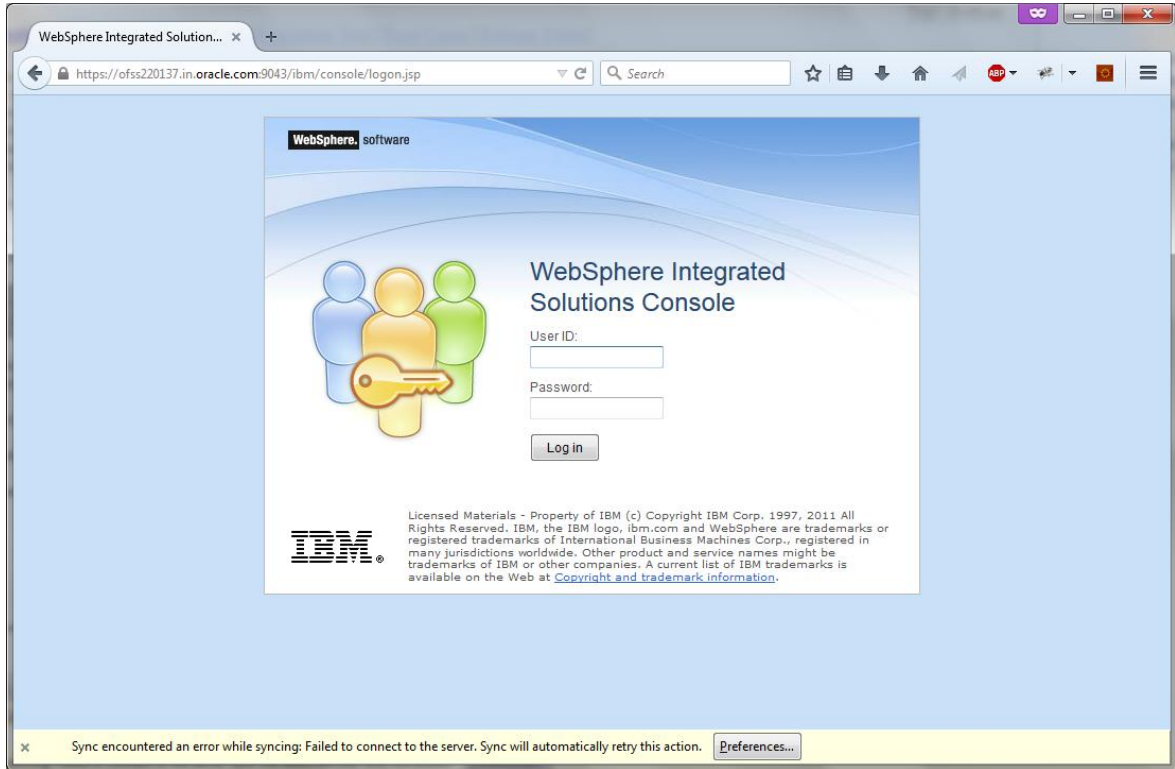 WebSphere Integrated Solution...
https://ofss220137.in.oracle.com:9043/ibm/console/logon.jsp
Search
ABP
WebSphere. software
WebSphere Integrated
Solutions Console
User ID:
Password:
Log in
Licensed Materials - Property of IBM (c) Copyright IBM Corp. 1997, 2011 All
Rights Reserved. IBM, the IBM logo, ibm.com and WebSphere are trademarks or
registered trademarks of International Business Machines Corp., registered in
many jurisdictions worldwide. Other product and service names might be
trademarks of IBM or other companies. A current list of IBM trademarks is
available on the Web at Copyright and trademark information.
IBM®
Sync encountered an error while syncing: Failed to connect to the server. Sync will automatically retry this action. Preferences...